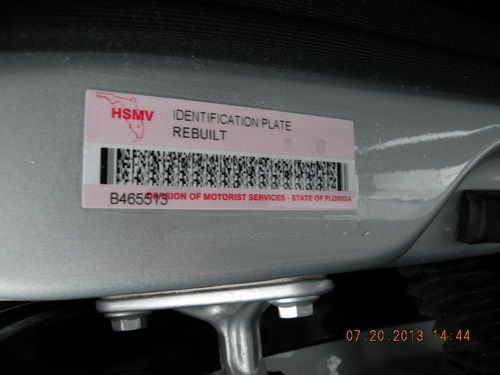 HSMV
IDENTIFICATION PLATE
REBUILT
B465513
DIVISION OF MOTORIST SERVICES - STATE OF FLORIDA
07.20.2013 14:44